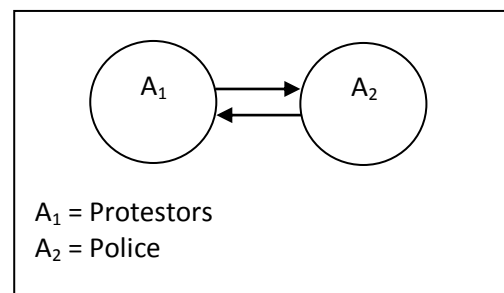 A₁ A₂
A₁ = Protestors
A₂ = Police